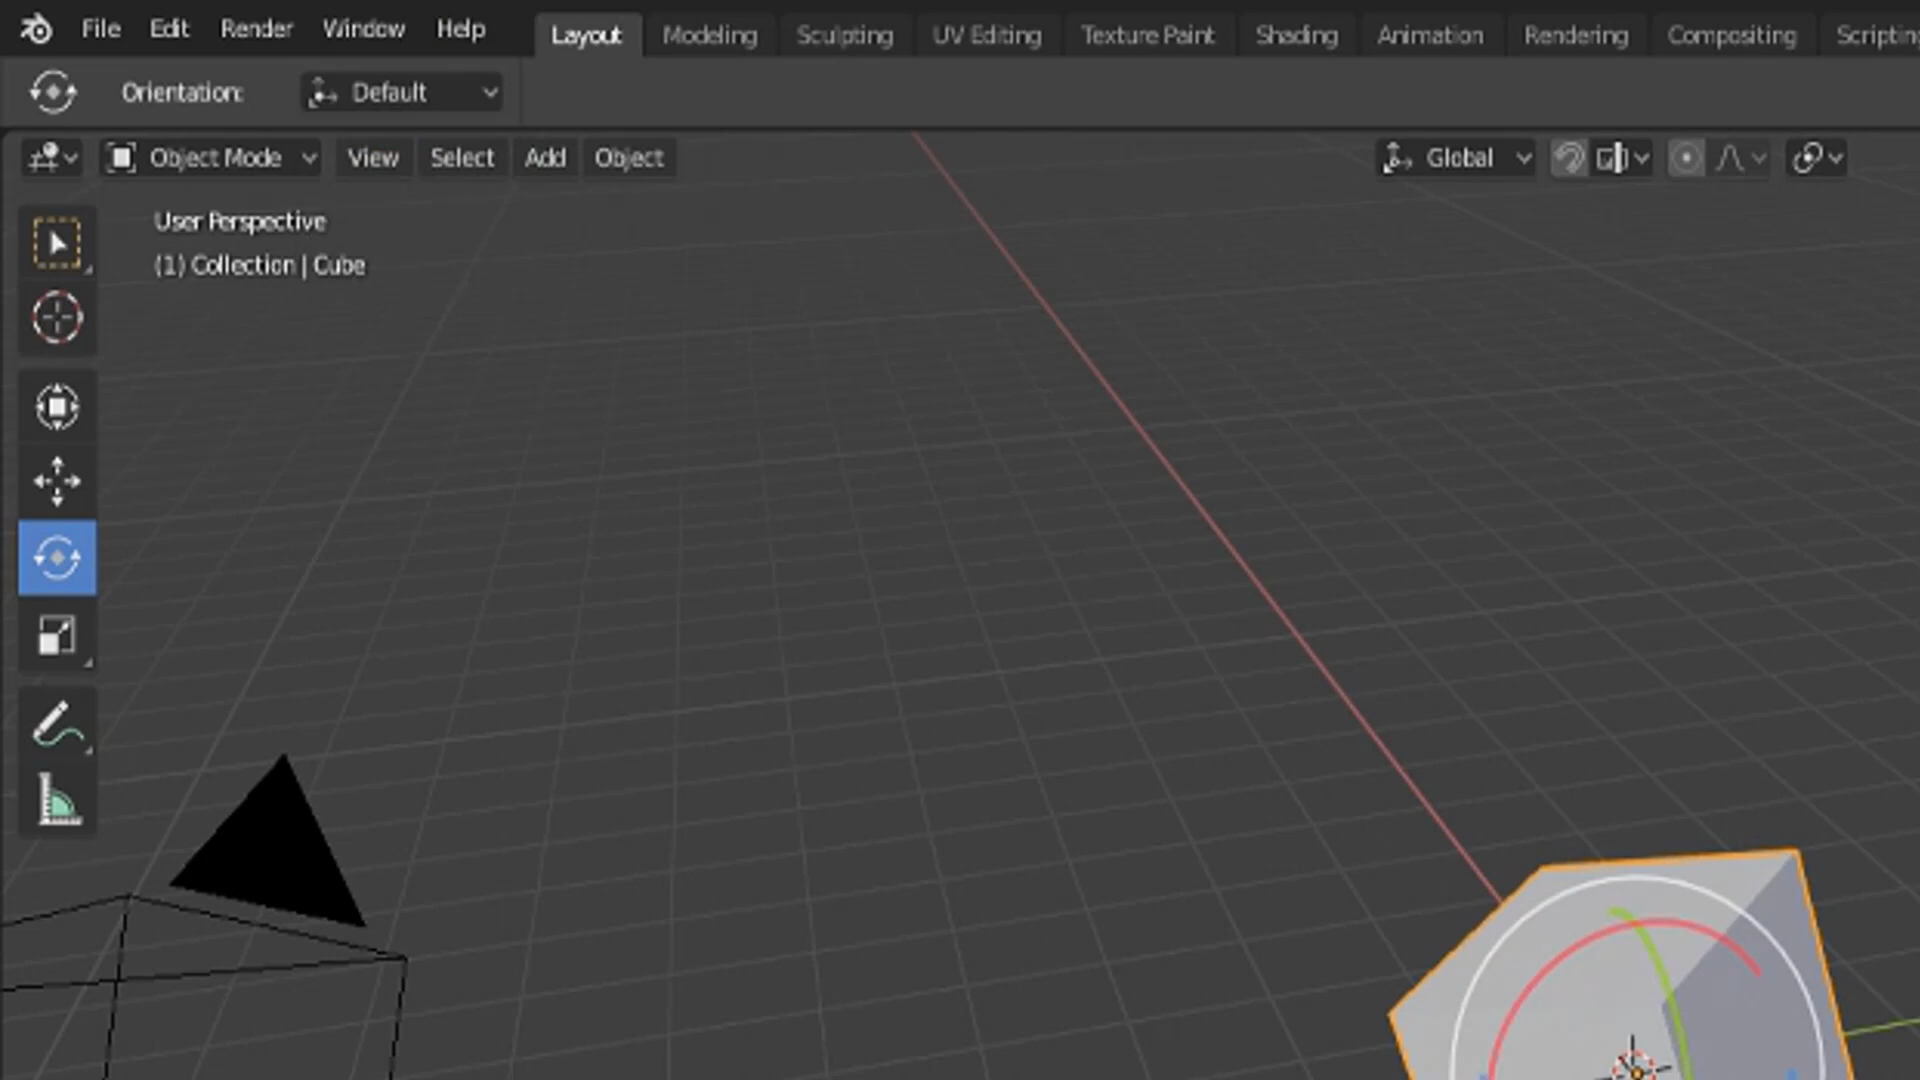 File Edit Render Window Help Layout Modeling Sculpting UV Editing Texture Paint Shading Animation Rendering Compositing Scripting
Orientation: Default
Object Mode View Select Add Object Global
User Perspective
(1) Collection | Cube